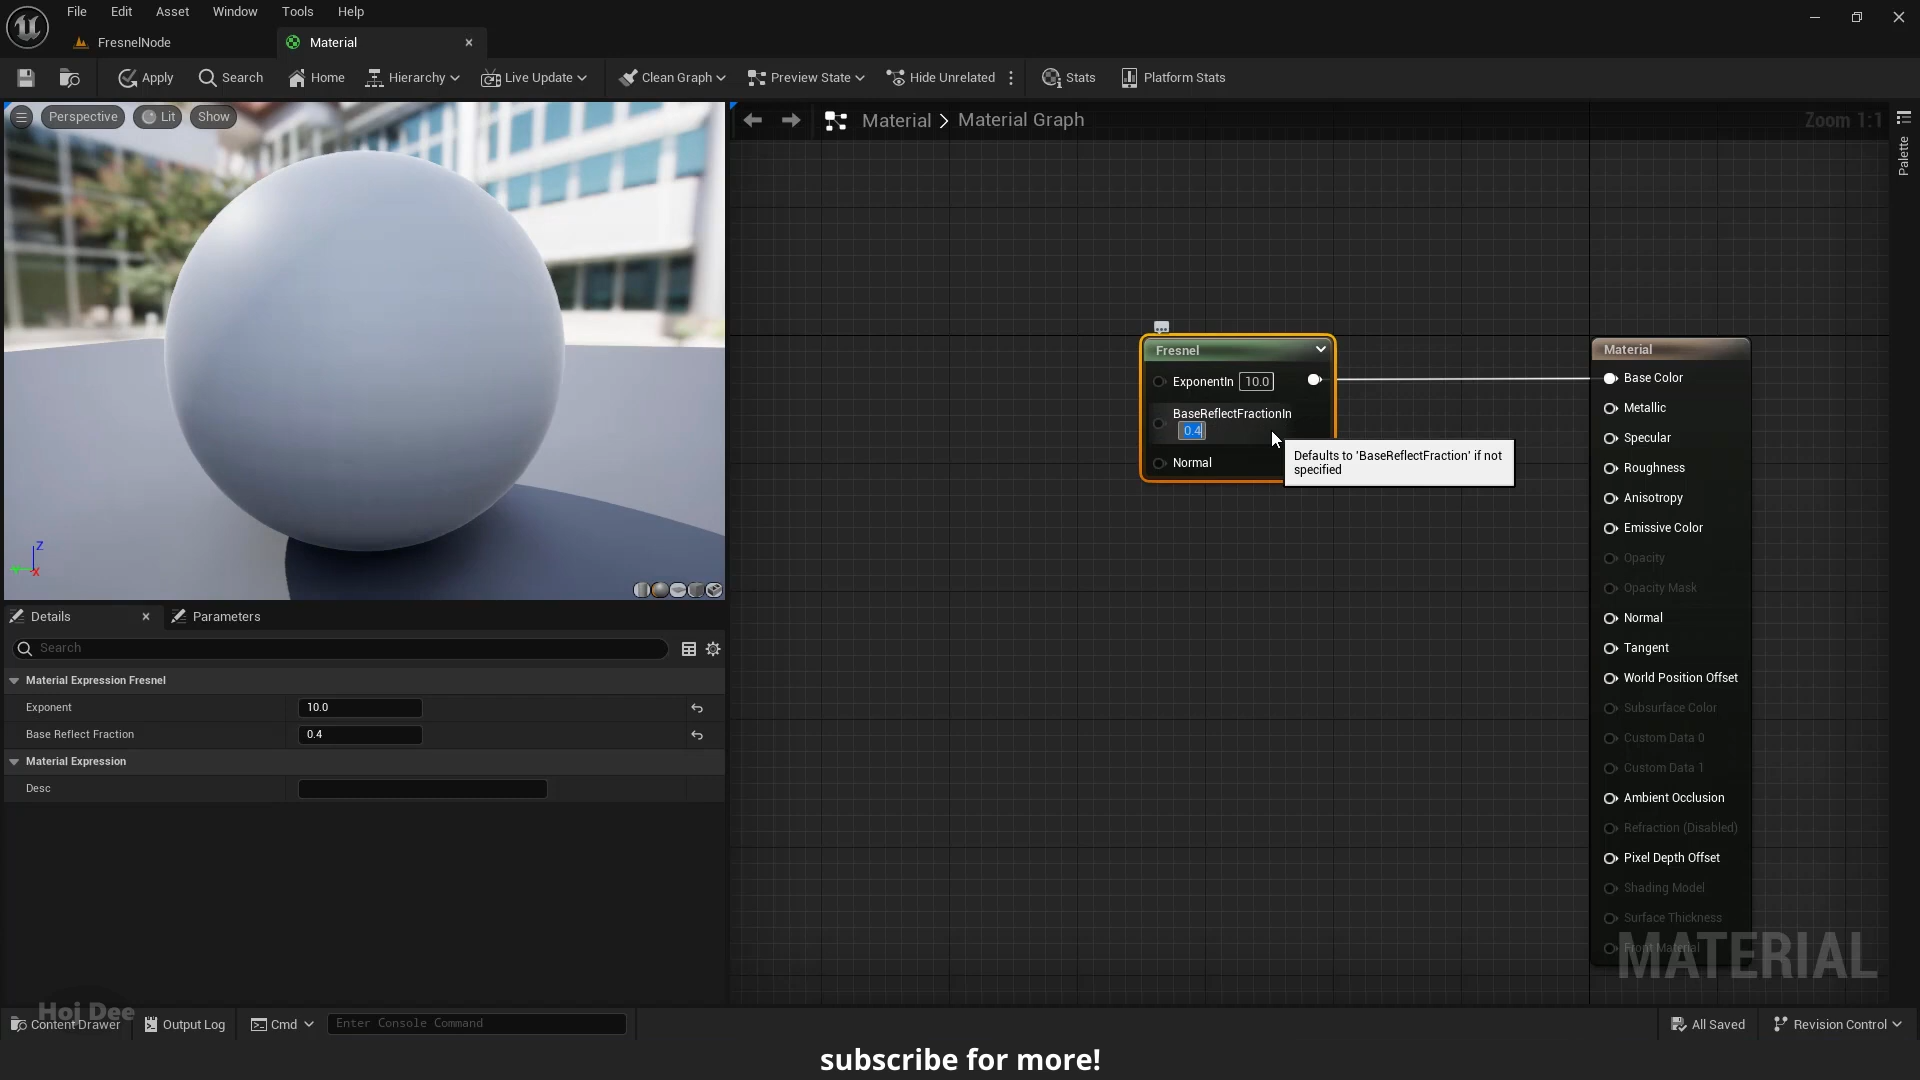 File Edit Asset Window Tools Help
FresnelNode
Material
Apply
Search
Home
Hierarchy
Live Update
Clean Graph
Preview State
Hide Unrelated
Stats
Platform Stats
Perspective
Lit
Show
Z
X
Material > Material Graph
Zoom 1:1
Palette
Fresnel
ExponentIn 10.0
BaseReflectFractionIn
0.4
Normal
Defaults to 'BaseReflectFraction' if not
specified
Material
Base Color
Metallic
Specular
Roughness
Anisotropy
Emissive Color
Opacity
Opacity Mask
Normal
Tangent
World Position Offset
Subsurface Color
Custom Data 0
Custom Data 1
Ambient Occlusion
Refraction (Disabled)
Pixel Depth Offset
Shading Model
Surface Thickness
Front Material
MATERIAL
Details
Parameters
Search
Material Expression Fresnel
Exponent 10.0
Base Reflect Fraction 0.4
Material Expression
Desc
Hoj Dee
Content Drawer
Output Log
Cmd
Enter Console Command
All Saved
Revision Control
subscribe for more!